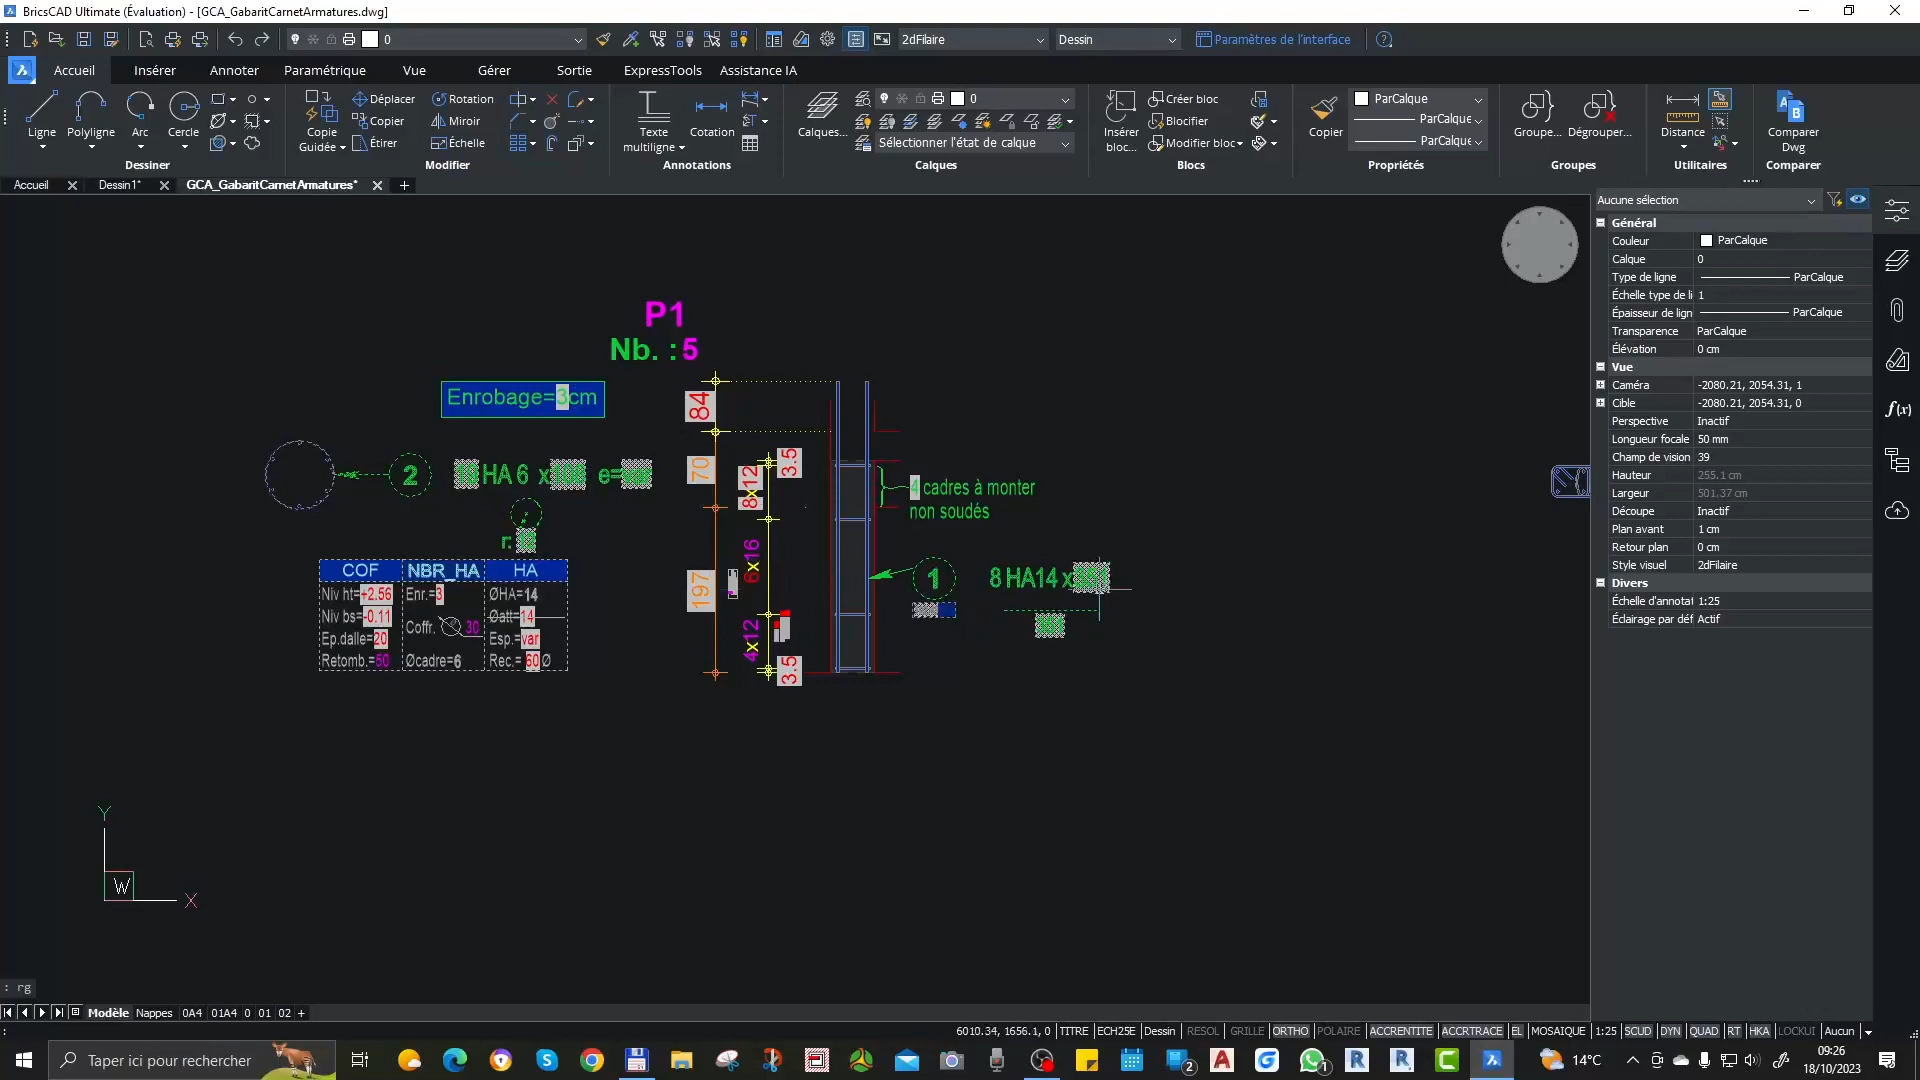 BricsCAD Ultimate (Évaluation) - [GCA_GabaritCarnetArmatures.dwg]
0
2dFilaire
Dessin
Paramètres de l'interface
Accueil
Insérer
Annoter
Paramétrique
Vue
Gérer
Sortie
ExpressTools
Assistance IA
Ligne
Polyligne
Arc
Cercle
Dessiner
Copie Guidée
Déplacer
Copier
Étirer
Rotation
Miroir
Échelle
Modifier
Texte multiligne
Cotation
Annotations
Calques...
0
Sélectionner l'état de calque
Calques
Insérer bloc...
Créer bloc
Blocifier
Modifier bloc
Blocs
Copier
ParCalque
ParCalque
ParCalque
Propriétés
Groupe...
Dégrouper...
Groupes
Distance
Utilitaires
Comparer Dwg
Comparer
Accueil
Dessin1*
GCA_GabaritCarnetArmatures*
P1
Nb. :5
Enrobage=3cm
84
70
197
3.5
8x12
6x16
4x12
3.5
4 cadres à monter
non soudés
2
HA 6 x
e=
r.
1
8 HA14 x
COF
NBR_HA
HA
Niv ht=+2.56
Enr.=3
ØHA=14
Niv bs=-0.11
Coffr.
30
Øatt=14
Ep.dalle=20
Esp.=var
Retomb.=50
Øcadre=6
Rec.= 60Ø
Y
W
X
: rg
Modèle
Nappes
0A4
01A4
0
01
02
+
Aucune sélection
Général
Couleur ParCalque
Calque 0
Type de ligne ParCalque
Échelle type de li 1
Épaisseur de lign ParCalque
Transparence ParCalque
Élévation 0 cm
Vue
Caméra -2080.21, 2054.31, 1
Cible -2080.21, 2054.31, 0
Perspective Inactif
Longueur focale 50 mm
Champ de vision 39
Hauteur 255.1 cm
Largeur 501.37 cm
Découpe Inactif
Plan avant 1 cm
Retour plan 0 cm
Style visuel 2dFilaire
Divers
Échelle d'annotat 1:25
Éclairage par déf Actif
f(x)
:
6010.34, 1656.1, 0
TITRE
ECH25E
Dessin
RESOL
GRILLE
ORTHO
POLAIRE
ACCRENTITE
ACCRTRACE
EL
MOSAIQUE
1:25
SCUD
DYN
QUAD
RT
HKA
LOCKUI
Aucun
Taper ici pour rechercher
2
1
14°C
09:26
18/10/2023